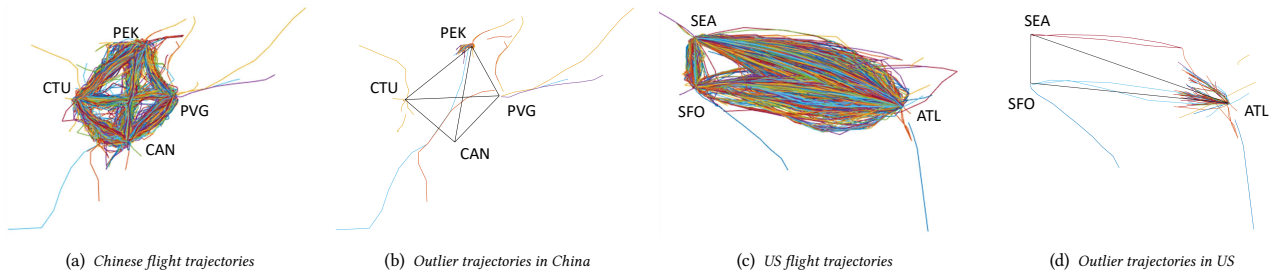 PEK
CTU
PVG
CAN
(a) Chinese flight trajectories
PEK
CTU
PVG
CAN
(b) Outlier trajectories in China
SEA
SFO
ATL
(c) US flight trajectories
SEA
SFO
ATL
(d) Outlier trajectories in US